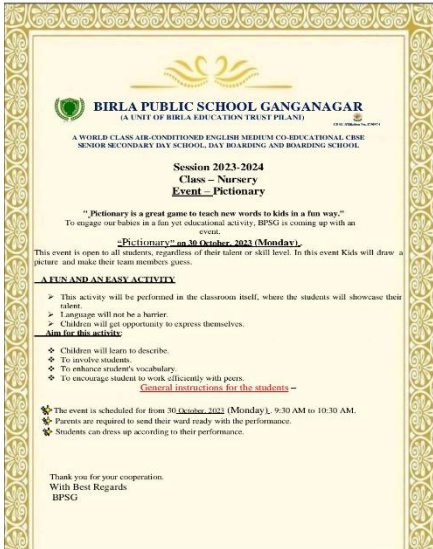 BIRLA PUBLIC SCHOOL GANGANAGAR
(A UNIT OF BIRLA EDUCATION TRUST PILANI)
A WORLD CLASS AIR-CONDITIONED ENGLISH MEDIUM CO-EDUCATIONAL CBSE
SENIOR SECONDARY DAY SCHOOL, DAY BOARDING AND BOARDING SCHOOL
Session 2023-2024
Class – Nursery
Event – Pictionary
" Pictionary is a great game to teach new words to kids in a fun way."
To engage our babies in a fun yet educational activity, BPSG is coming up with an
event.
"Pictionary" on 30 October, 2023 (Monday).
This event is open to all students, regardless of their talent or skill level. In this event Kids will draw a
picture and make their team members guess.
A FUN AND AN EASY ACTIVITY
➢ This activity will be performed in the classroom itself, where the students will showcase their
talent.
➢ Language will not be a barrier.
➢ Children will get opportunity to express themselves.
Aim for this activity:
❖ Children will learn to describe.
❖ To involve students.
❖ To enhance student's vocabulary.
❖ To encourage student to work efficiently with peers.
General instructions for the students –
The event is scheduled for from 30 October, 2023 (Monday). 9:30 AM to 10:30 AM.
Parents are required to send their ward ready with the performance.
Students can dress up according to their performance.
Thank you for your cooperation.
With Best Regards
BPSG